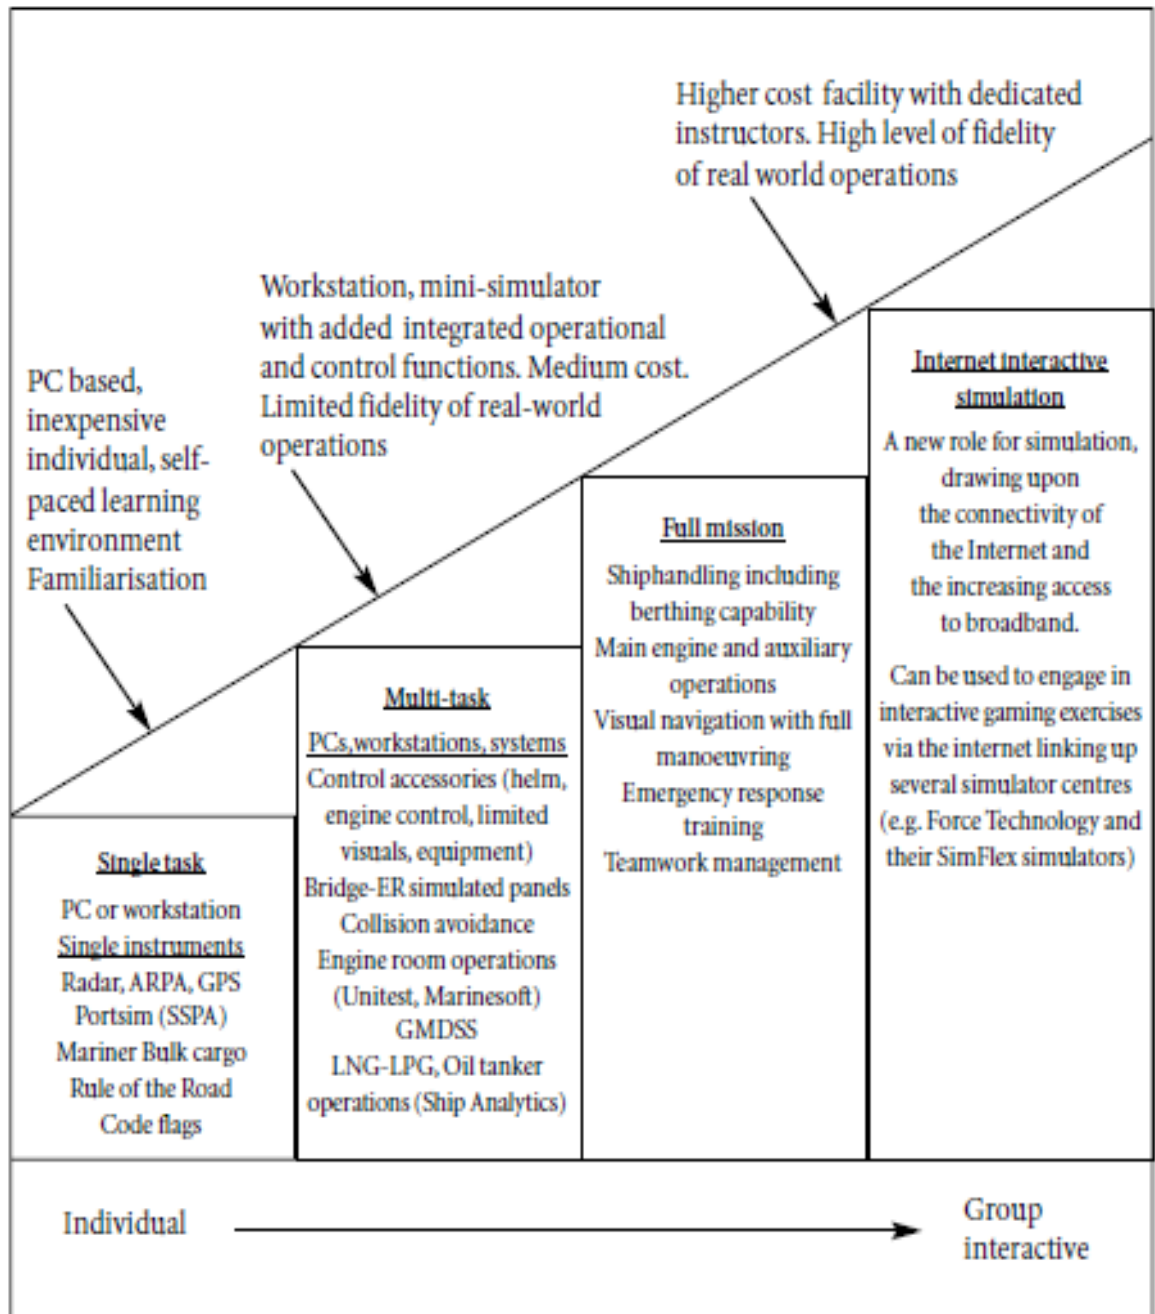 Higher cost facility with dedicated
instructors. High level of fidelity
of real world operations
Workstation, mini-simulator
with added integrated operational
and control functions. Medium cost.
Limited fidelity of real-world
operations
PC based,
inexpensive
individual, self-
paced learning
environment
Familiarisation
Single task
PC or workstation
Single instruments
Radar, ARPA, GPS
Portsim (SSPA)
Mariner Bulk cargo
Rule of the Road
Code flags
Multi-task
PCs,workstations, systems
Control accessories (helm,
engine control, limited
visuals, equipment)
Bridge-ER simulated panels
Collision avoidance
Engine room operations
(Unitest, Marinesoft)
GMDSS
LNG-LPG, Oil tanker
operations (Ship Analytics)
Full mission
Shiphandling including
berthing capability
Main engine and auxiliary
operations
Visual navigation with full
manoeuvring
Emergency response
training
Teamwork management
Internet interactive
simulation
A new role for simulation,
drawing upon
the connectivity of
the Internet and
the increasing access
to broadband.
Can be used to engage in
interactive gaming exercises
via the internet linking up
several simulator centres
(e.g. Force Technology and
their SimFlex simulators)
Individual
Group
interactive